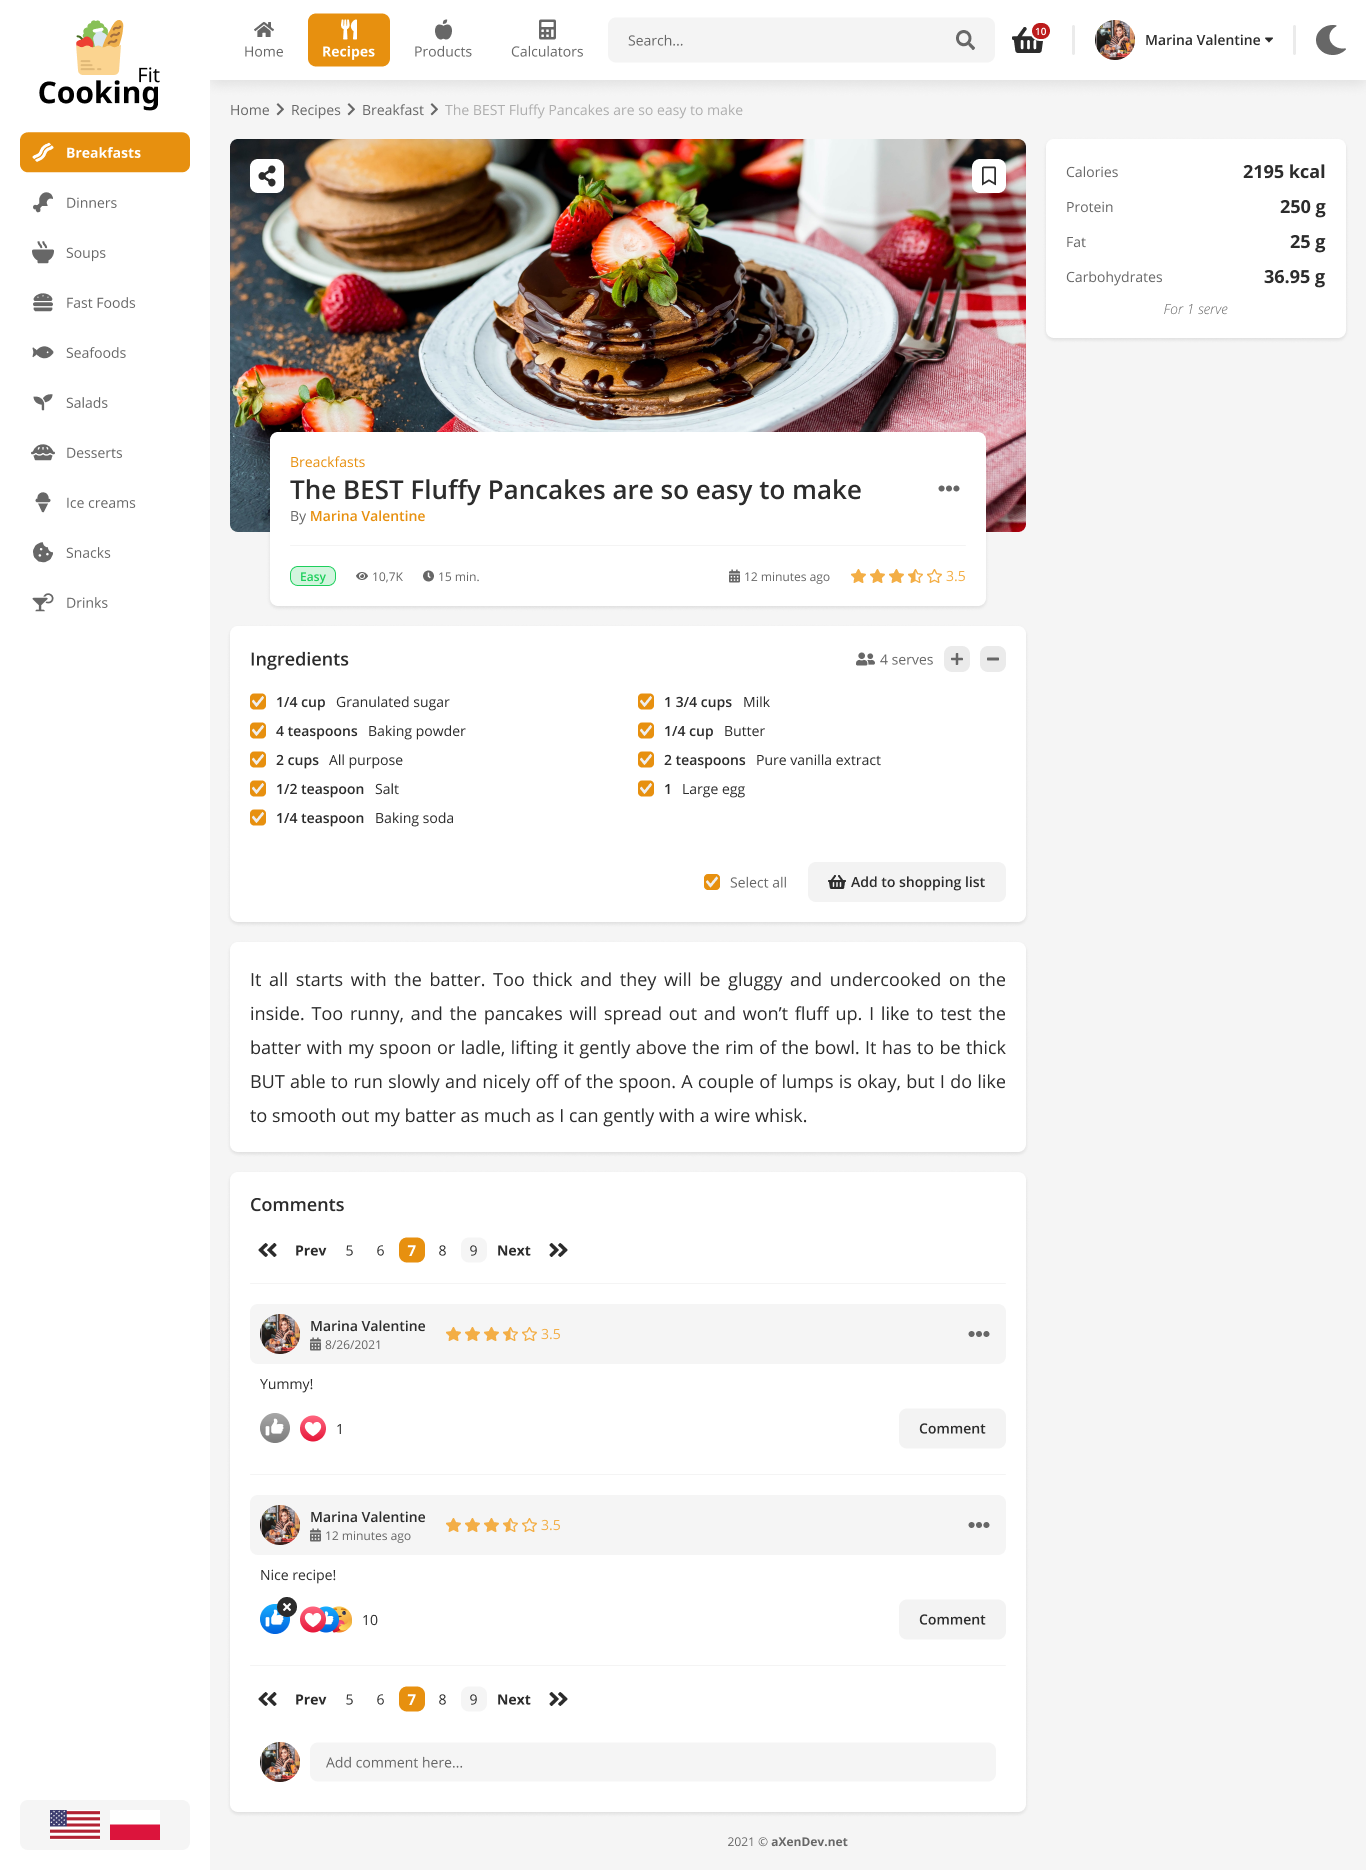 Fit
Cooking
Home
Recipes
Products
Calculators
Search...
10
Marina Valentine
Breakfasts
Dinners
Soups
Fast Foods
Seafoods
Salads
Desserts
Ice creams
Snacks
Drinks
Home Recipes Breakfast The BEST Fluffy Pancakes are so easy to make
Calories 2195 kcal
Protein 250 g
Fat 25 g
Carbohydrates 36.95 g
For 1 serve
Breackfasts
The BEST Fluffy Pancakes are so easy to make
By Marina Valentine
Easy 10,7K 15 min. 12 minutes ago 3.5
Ingredients 4 serves
1/4 cup Granulated sugar
4 teaspoons Baking powder
2 cups All purpose
1/2 teaspoon Salt
1/4 teaspoon Baking soda
1 3/4 cups Milk
1/4 cup Butter
2 teaspoons Pure vanilla extract
1 Large egg
Select all Add to shopping list
It all starts with the batter. Too thick and they will be gluggy and undercooked on the
inside. Too runny, and the pancakes will spread out and won’t fluff up. I like to test the
batter with my spoon or ladle, lifting it gently above the rim of the bowl. It has to be thick
BUT able to run slowly and nicely off of the spoon. A couple of lumps is okay, but I do like
to smooth out my batter as much as I can gently with a wire whisk.
Comments
Prev 5 6 7 8 9 Next
Marina Valentine
8/26/2021
3.5
Yummy!
1
Comment
Marina Valentine
12 minutes ago
3.5
Nice recipe!
10
Comment
Prev 5 6 7 8 9 Next
Add comment here...
2021 © aXenDev.net